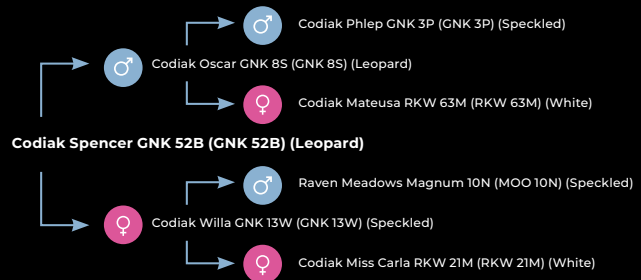 Codiak Phlep GNK 3P (GNK 3P) (Speckled)
Codiak Oscar GNK 8S (GNK 8S) (Leopard)
Codiak Mateusa RKW 63M (RKW 63M) (White)
Codiak Spencer GNK 52B (GNK 52B) (Leopard)
Raven Meadows Magnum 10N (MOO 10N) (Speckled)
Codiak Willa GNK 13W (GNK 13W) (Speckled)
Codiak Miss Carla RKW 21M (RKW 21M) (White)